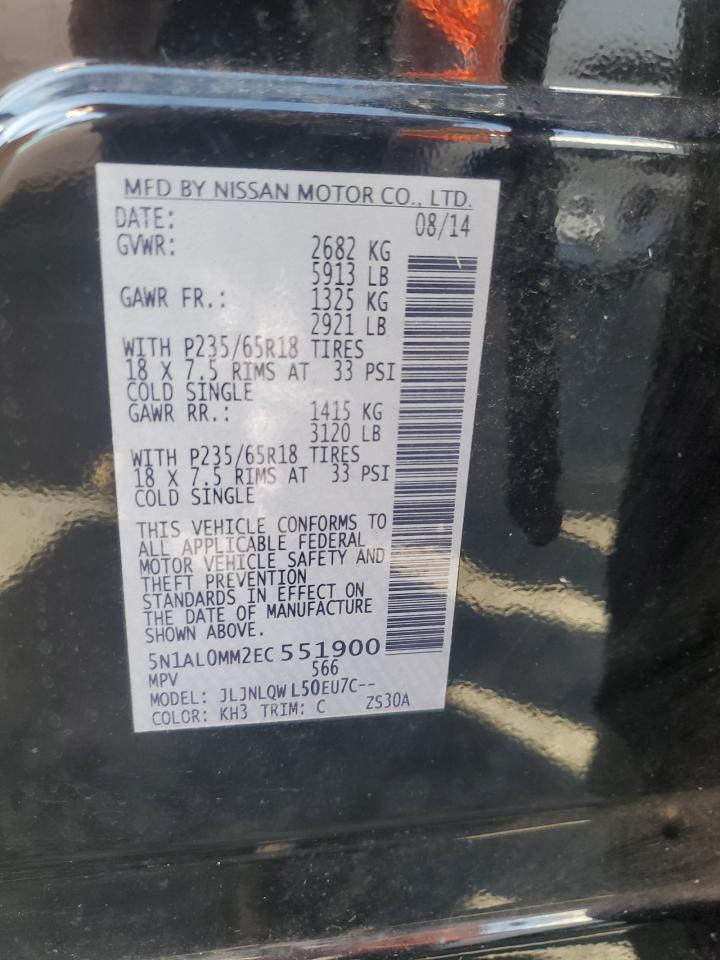 MFD BY NISSAN MOTOR CO., LTD.
DATE: 08/14
GVWR: 2682 KG
5913 LB
GAWR FR.: 1325 KG
2921 LB
WITH P235/65R18 TIRES
18 X 7.5 RIMS AT 33 PSI
COLD SINGLE
GAWR RR.: 1415 KG
3120 LB
WITH P235/65R18 TIRES
18 X 7.5 RIMS AT 33 PSI
COLD SINGLE
THIS VEHICLE CONFORMS TO
ALL APPLICABLE FEDERAL
MOTOR VEHICLE SAFETY AND
THEFT PREVENTION
STANDARDS IN EFFECT ON
THE DATE OF MANUFACTURE
SHOWN ABOVE.
5N1AL0MM2EC 551900
MPV 566
MODEL: JLJNLQW L50EU7C--
COLOR: KH3 TRIM: C ZS30A